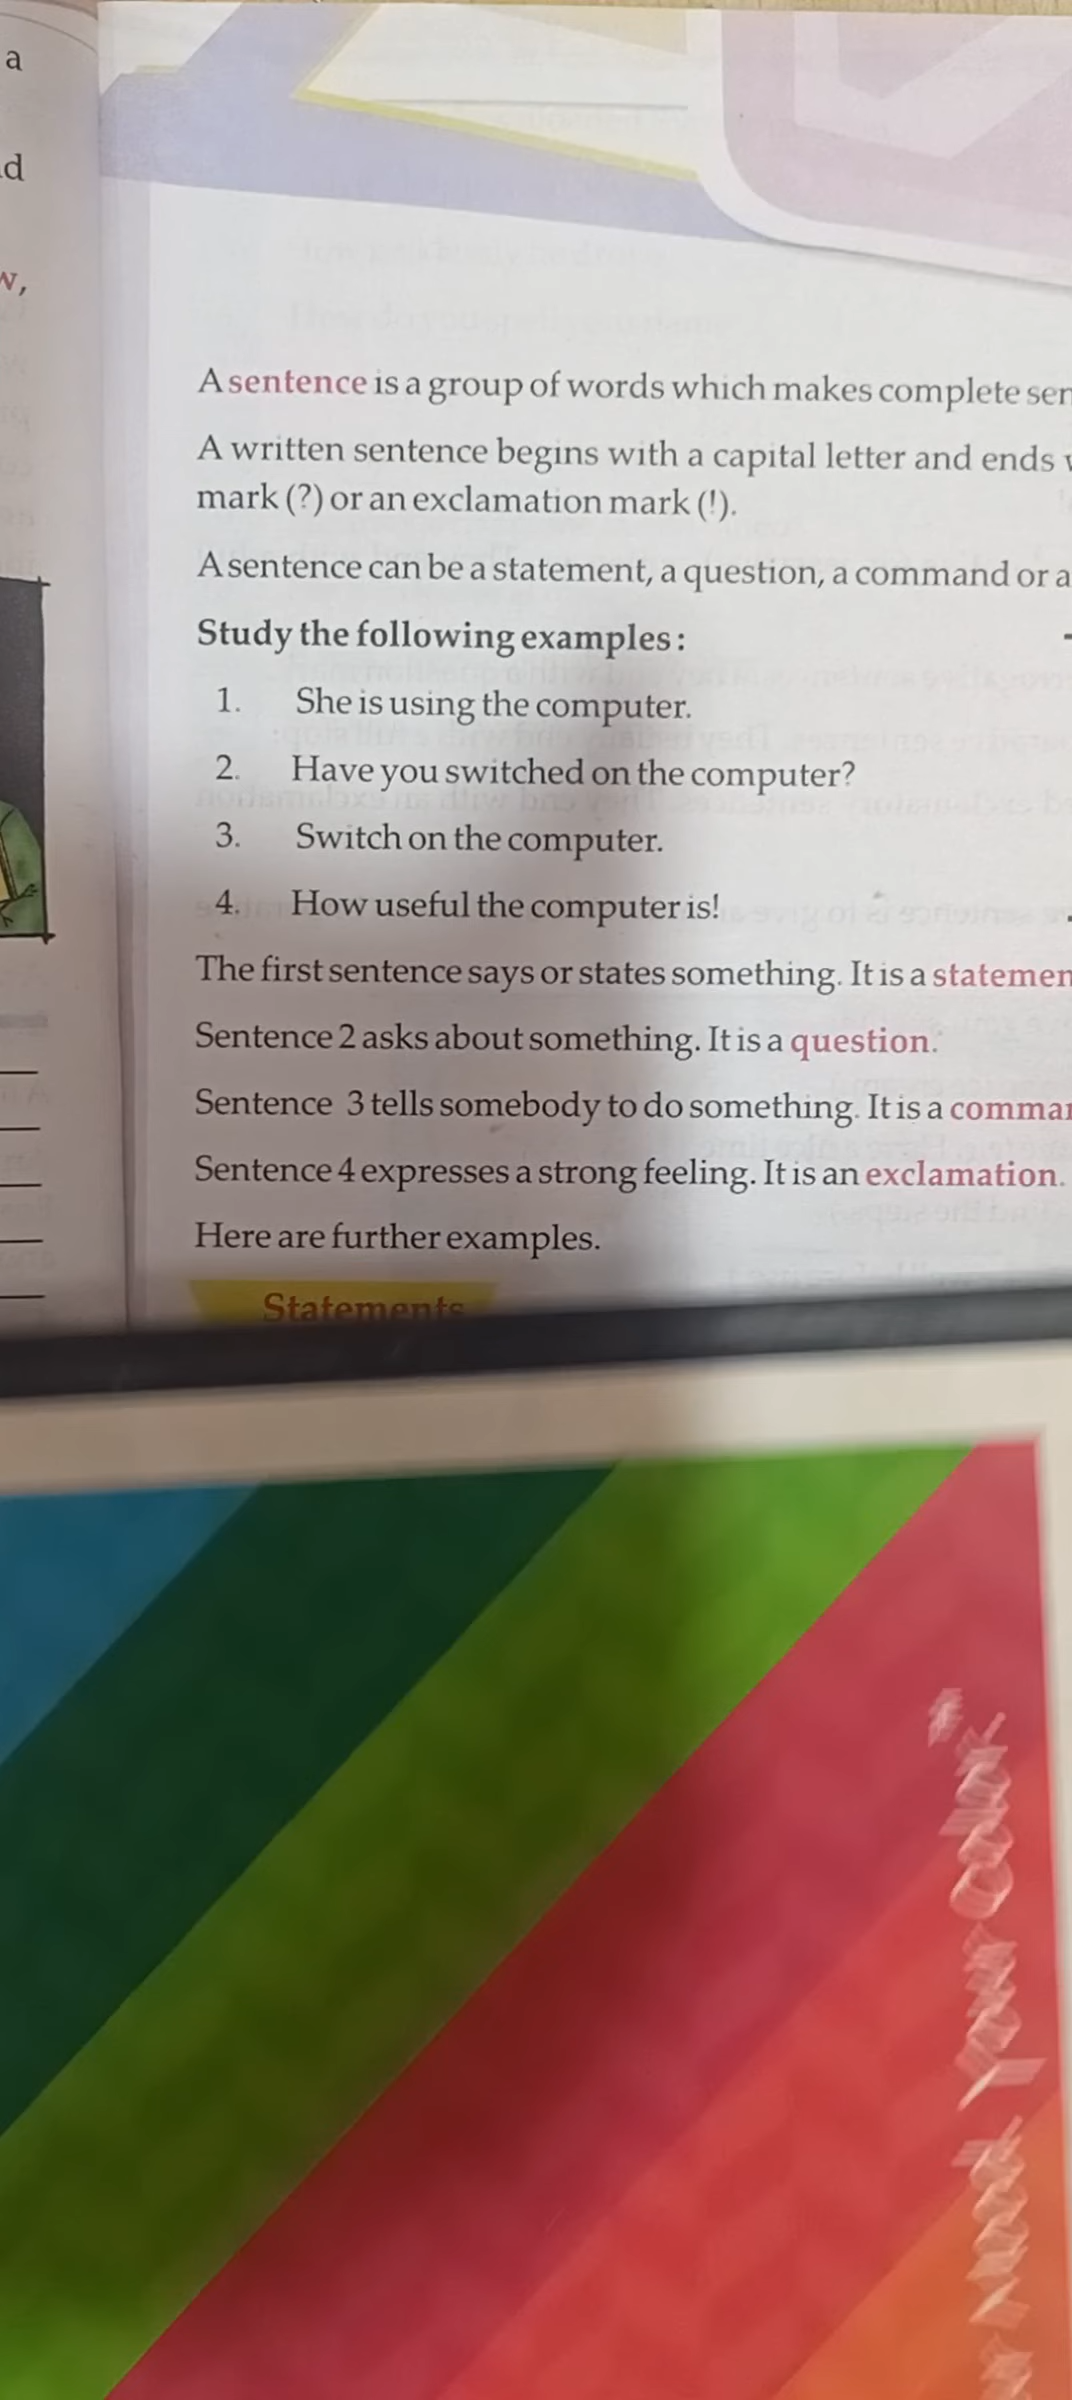 a
w,
A sentence is a group of words which makes complete
A written sentence begins with a capital letter and ends
mark (?) or an exclamation mark (!).
A sentence can be a statement, a question, a command or a
Study the following examples :
1. She is using the computer.
2. Have you switched on the computer?
3. Switch on the computer.
4. How useful the computer is!
The first sentence says or states something. It is a
Sentence 2 asks about something. It is a question.
Sentence 3 tells somebody to do something. It is a
Sentence 4 expresses a strong feeling. It is an exclamation.
Here are further examples.
Statements